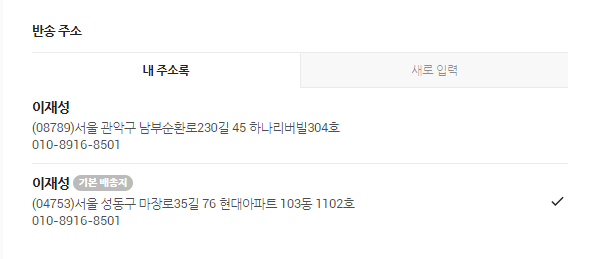 반송 주소
내 주소록
새로 입력
이재성
(08789)서울 관악구 남부순환로230길 45 하나리버빌304호
010-8916-8501
이재성 기본 배송지
(04753)서울 성동구 마장로35길 76 현대아파트 103동 1102호
010-8916-8501